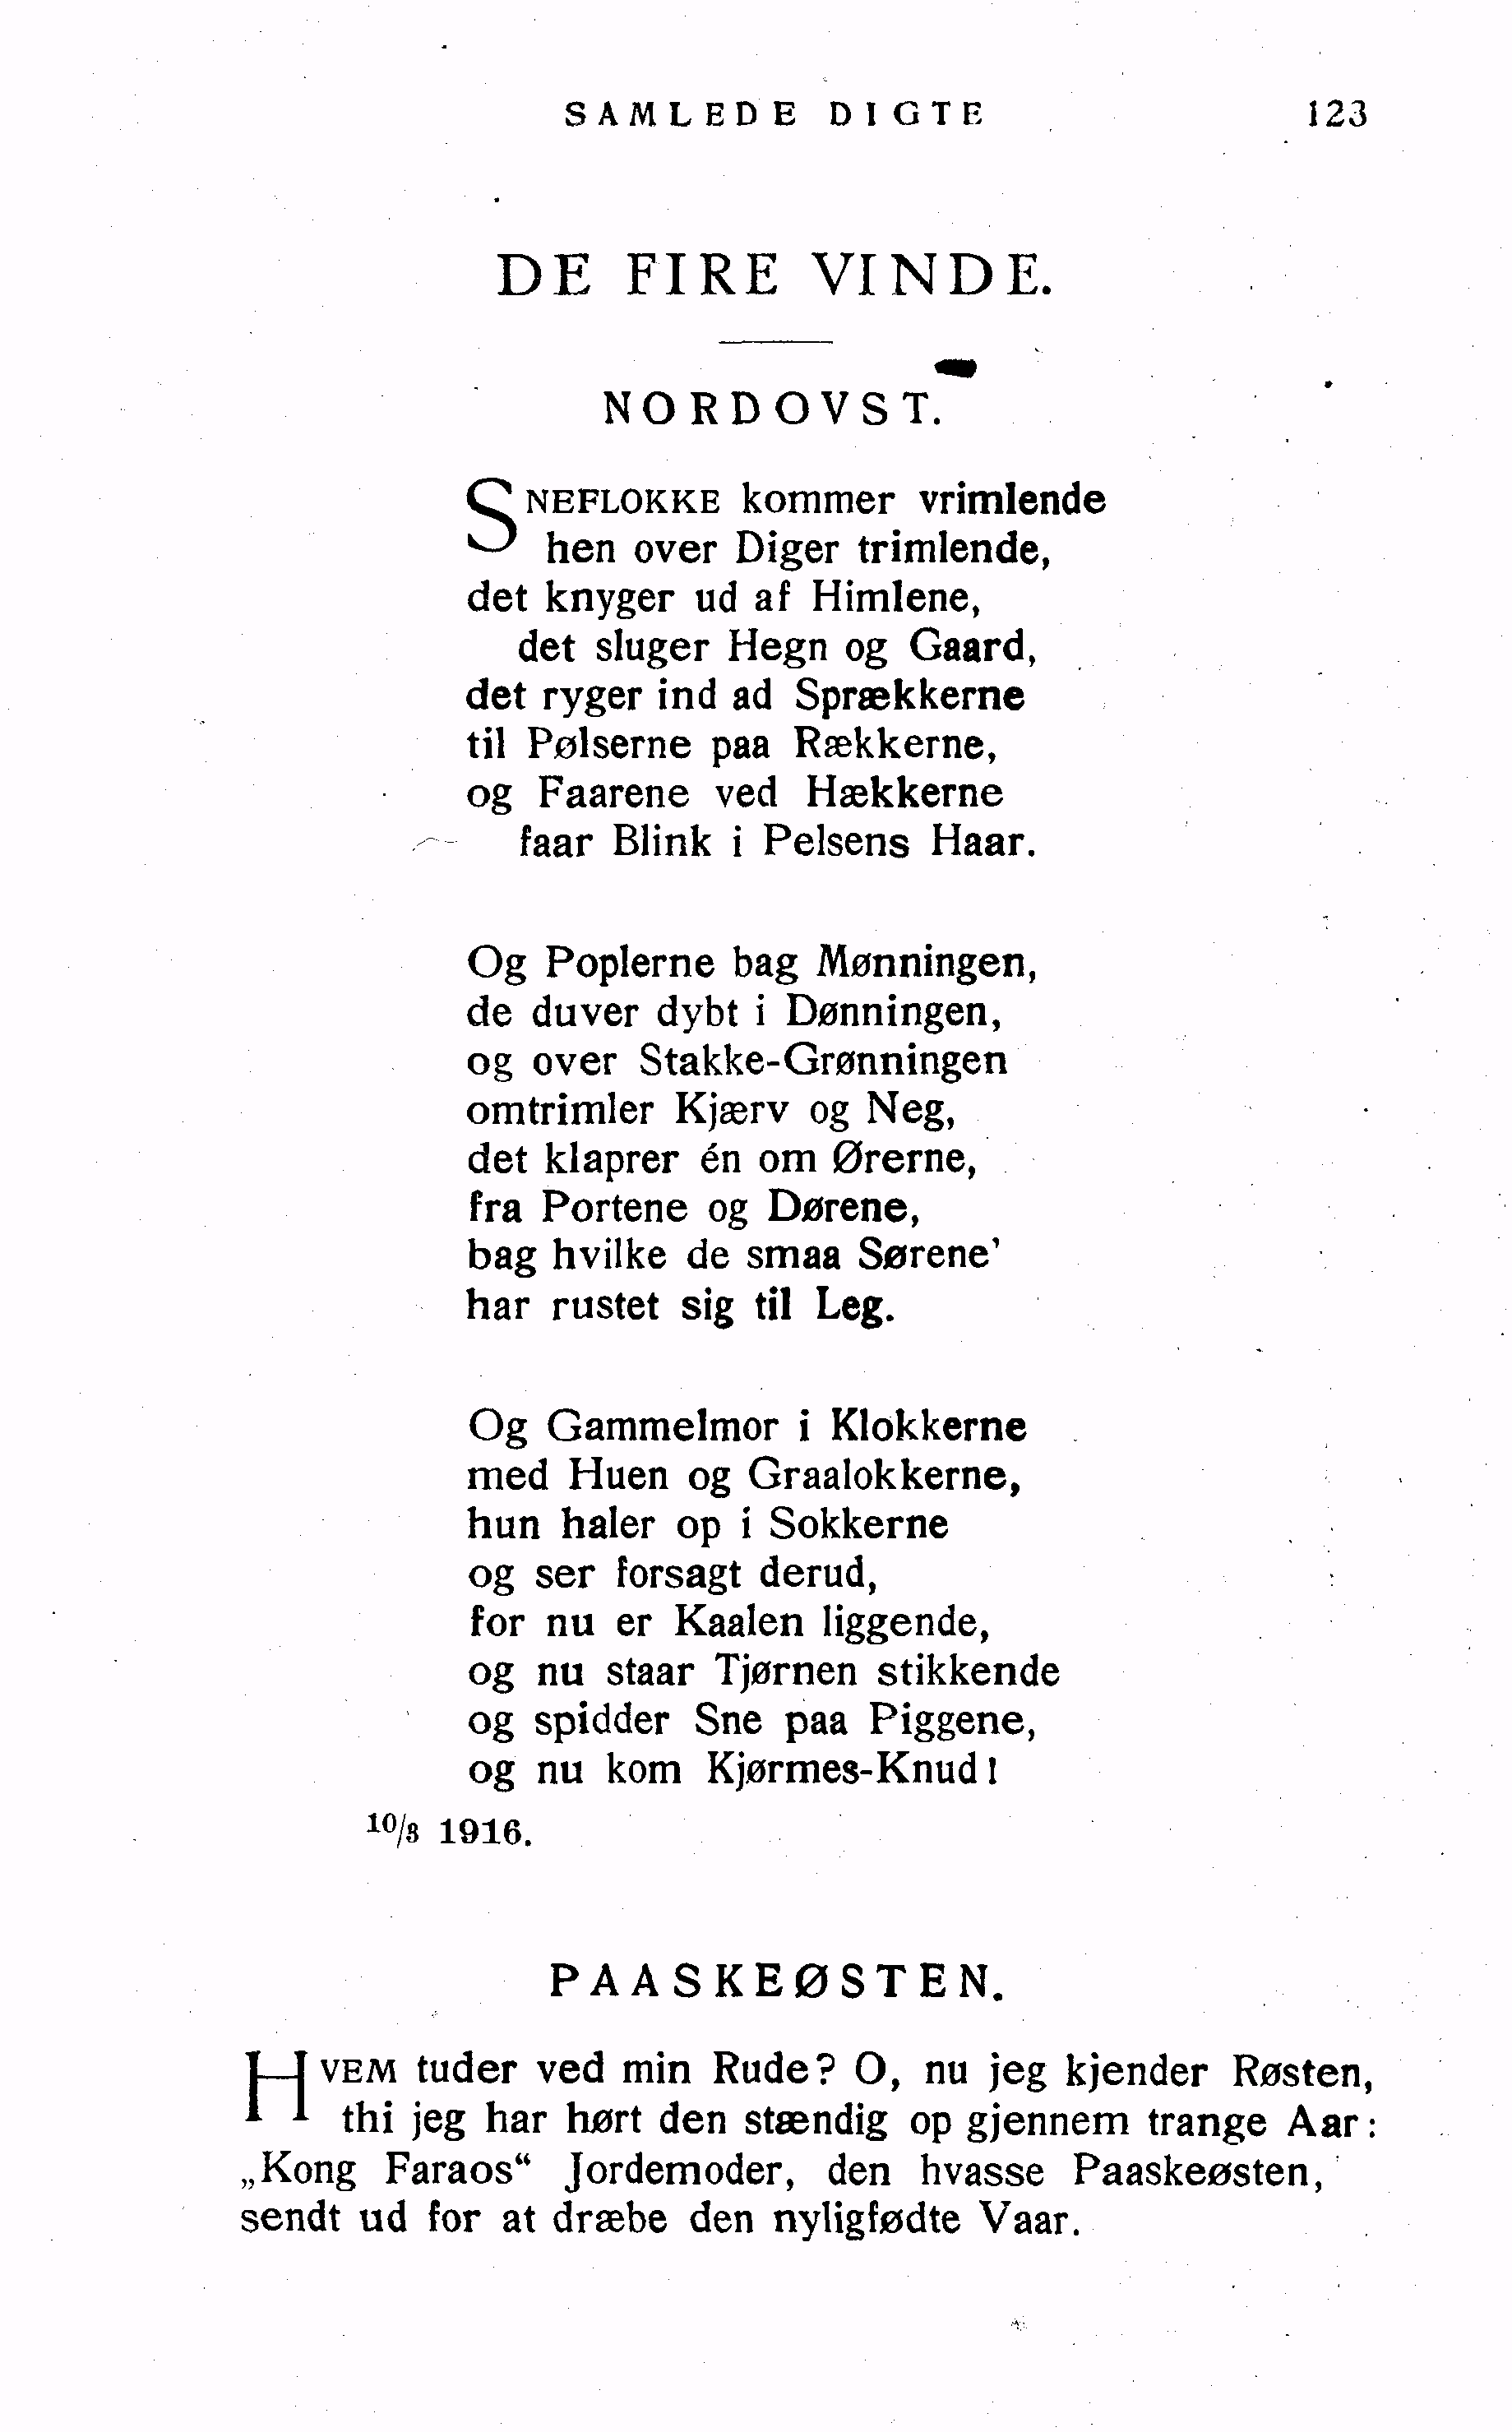 SAMLEDE DIGTE 123
DE FIRE VINDE.
NORDOVST.
SNEFLOKKE kommer vrimlende
hen over Diger trimlende,
det knyger ud af Himlene,
det sluger Hegn og Gaard,
det ryger ind ad Sprækkerne
til Pølserne paa Rækkerne,
og Faarene ved Hækkerne
faar Blink i Pelsens Haar.
Og Poplerne bag Mønningen,
de duver dybt i Dønningen,
og over Stakke-Grønningen
omtrimler Kjærv og Neg,
det klaprer én om Ørerne,
fra Portene og Dørene,
bag hvilke de smaa Sørene'
har rustet sig til Leg.
Og Gammelmor i Klokkerne
med Huen og Graalokkerne,
hun haler op i Sokkerne
og ser forsagt derud,
for nu er Kaalen liggende,
og nu staar Tjørnen stikkende
og spidder Sne paa Piggene,
og nu kom Kjørmes-Knud!
10/3 1916.
PAASKEØSTEN.
HVEM tuder ved min Rude? O, nu jeg kjender Røsten,
thi jeg har hørt den stændig op gjennem trange Aar:
„Kong Faraos“ Jordemoder, den hvasse Paaskeøsten,
sendt ud for at dræbe den nyligfødte Vaar.